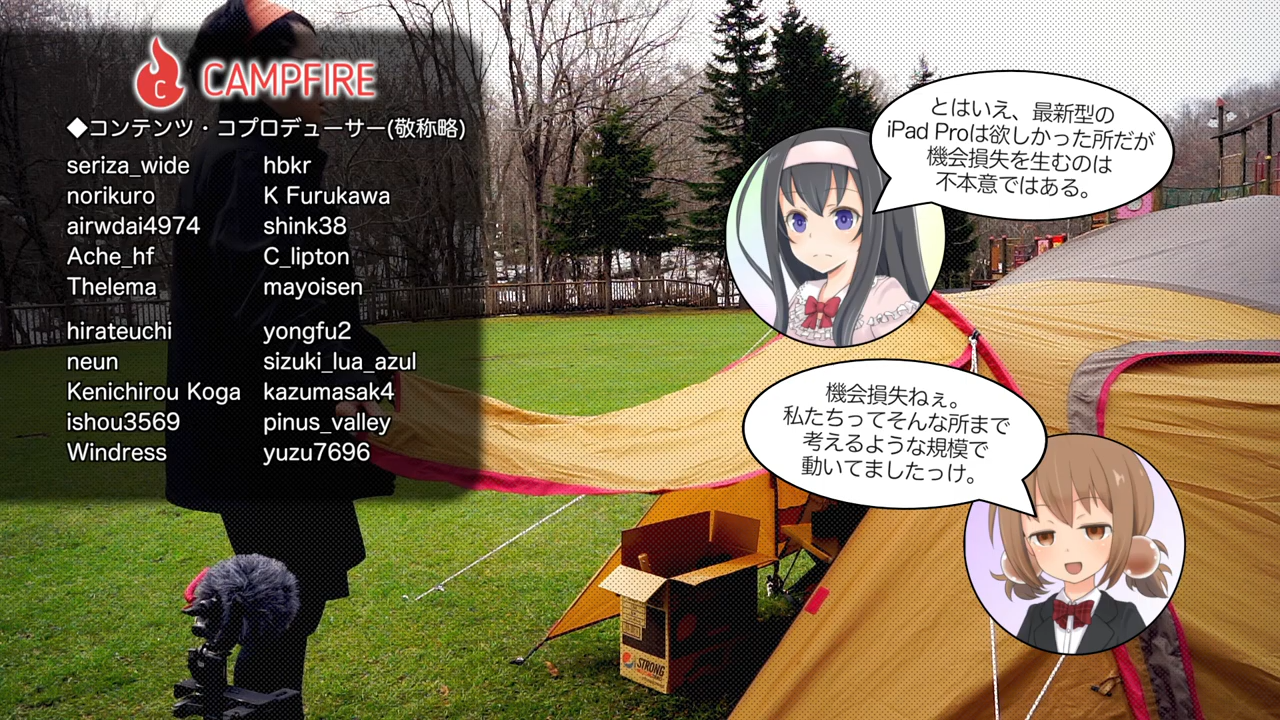 CAMPFIRE
◆コンテンツ・コプロデューサー(敬称略)
seriza_wide hbkr
norikuro K Furukawa
airwdai4974 shink38
Ache_hf C_lipton
Thelema mayoisen
hirateuchi yongfu2
neun sizuki_lua_azul
Kenichirou Koga kazumasak4
ishou3569 pinus_valley
Windress yuzu7696
とはいえ、最新型の
iPad Proは欲しかった所だが
機会損失を生むのは
不本意ではある。
機会損失ねぇ。
私たちってそんな所まで
考えるような規模で
動いてましたっけ。
STRONG